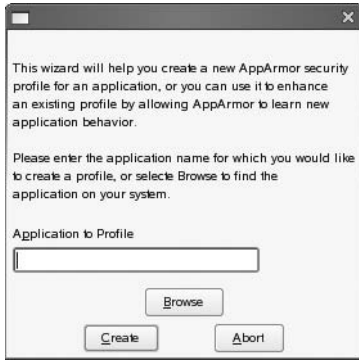 This wizard will help you create a new AppArmor security
profile for an application, or you can use it to enhance
an existing profile by allowing AppArmor to learn new
application behavior.
Please enter the application name for which you would like
to create a profile, or selecte Browse to find the
application on your system.
Application to Profile
Browse
Create
Abort